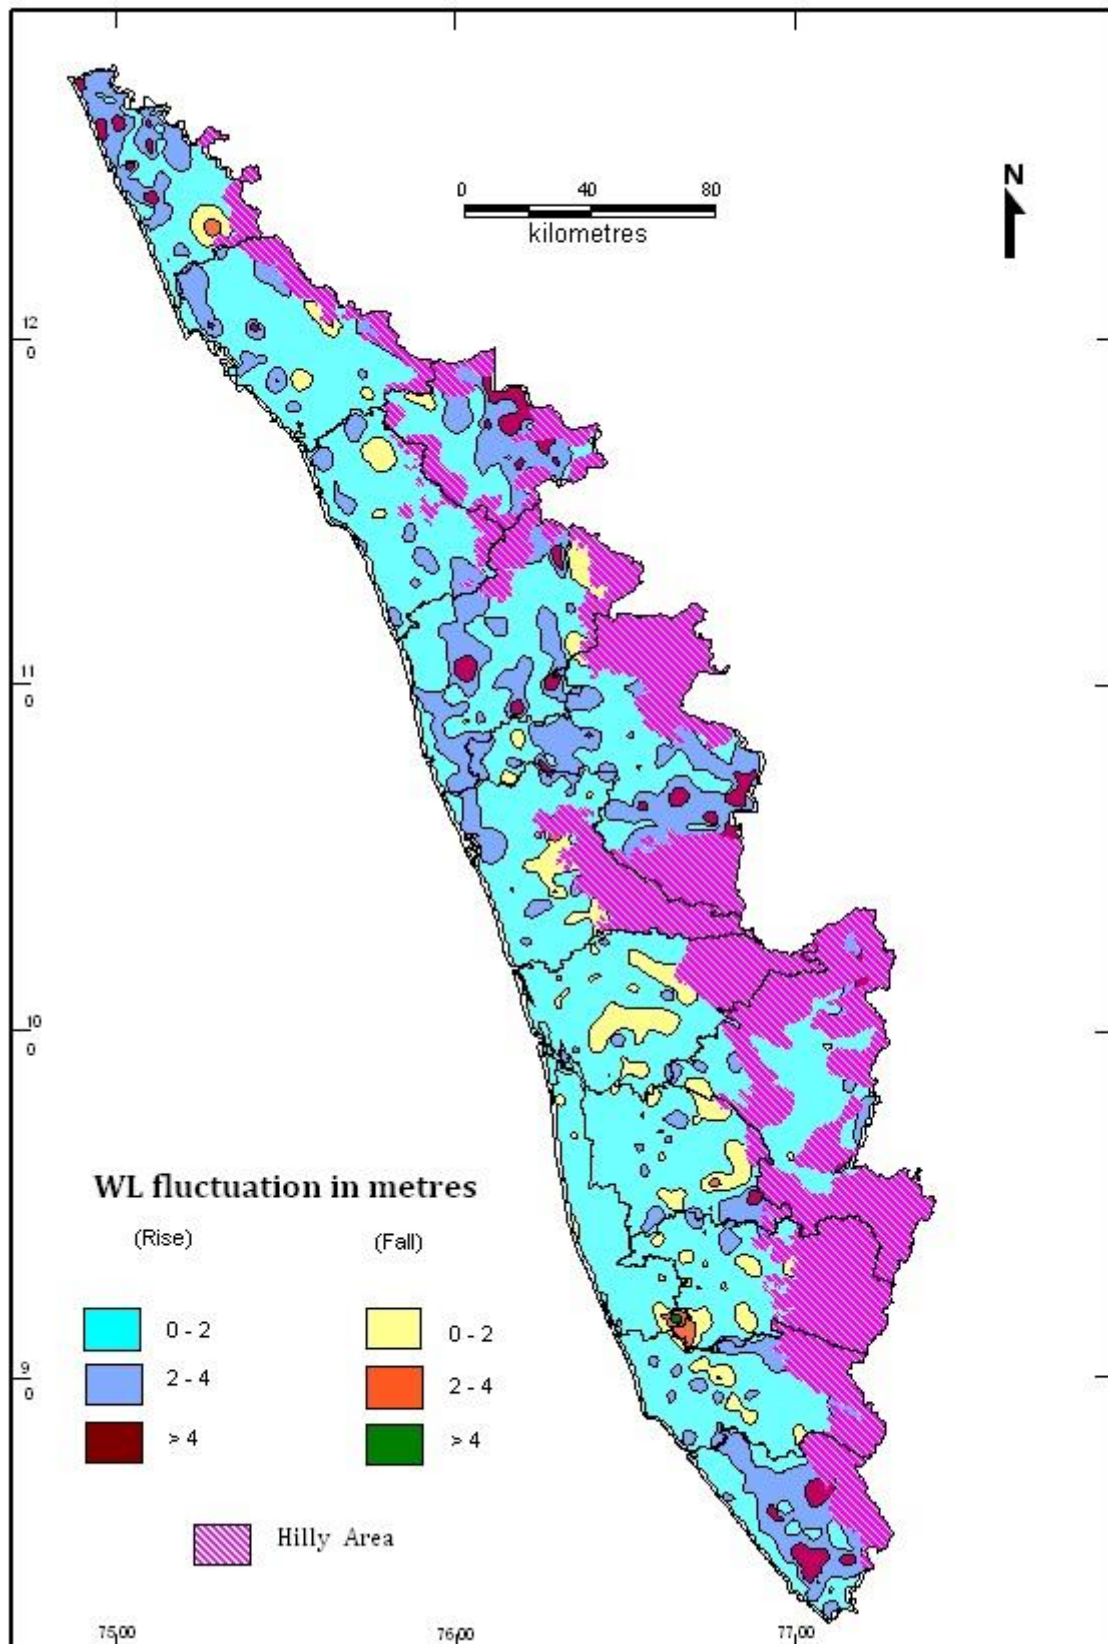 N
0 40 80
kilometres
12
0
11
0
10
0
9
0
WL fluctuation in metres
(Rise) (Fall)
0 - 2 0 - 2
2 - 4 2 - 4
> 4 > 4
Hilly Area
75.00 76.00 77.00